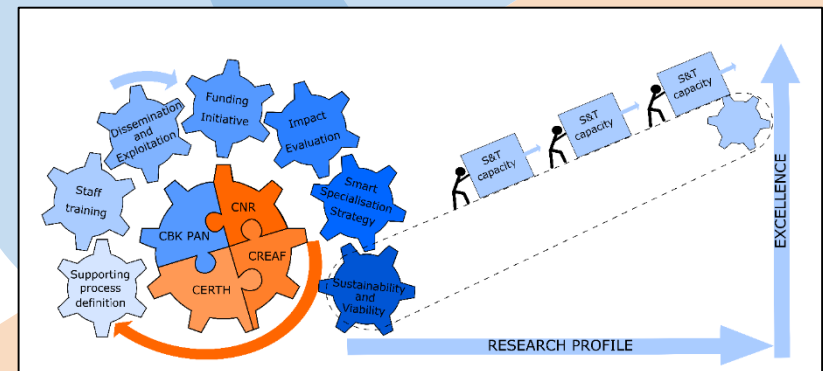 Supporting
process
definition
Staff
training
Dissemination
and
Exploitation
Funding
Initiative
Impact
Evaluation
Smart
Specialisation
Strategy
Sustainability
and
Viability
CBK PAN
CNR
CREAF
CERTH
S&T
capacity
S&T
capacity
S&T
capacity
RESEARCH PROFILE
EXCELLENCE